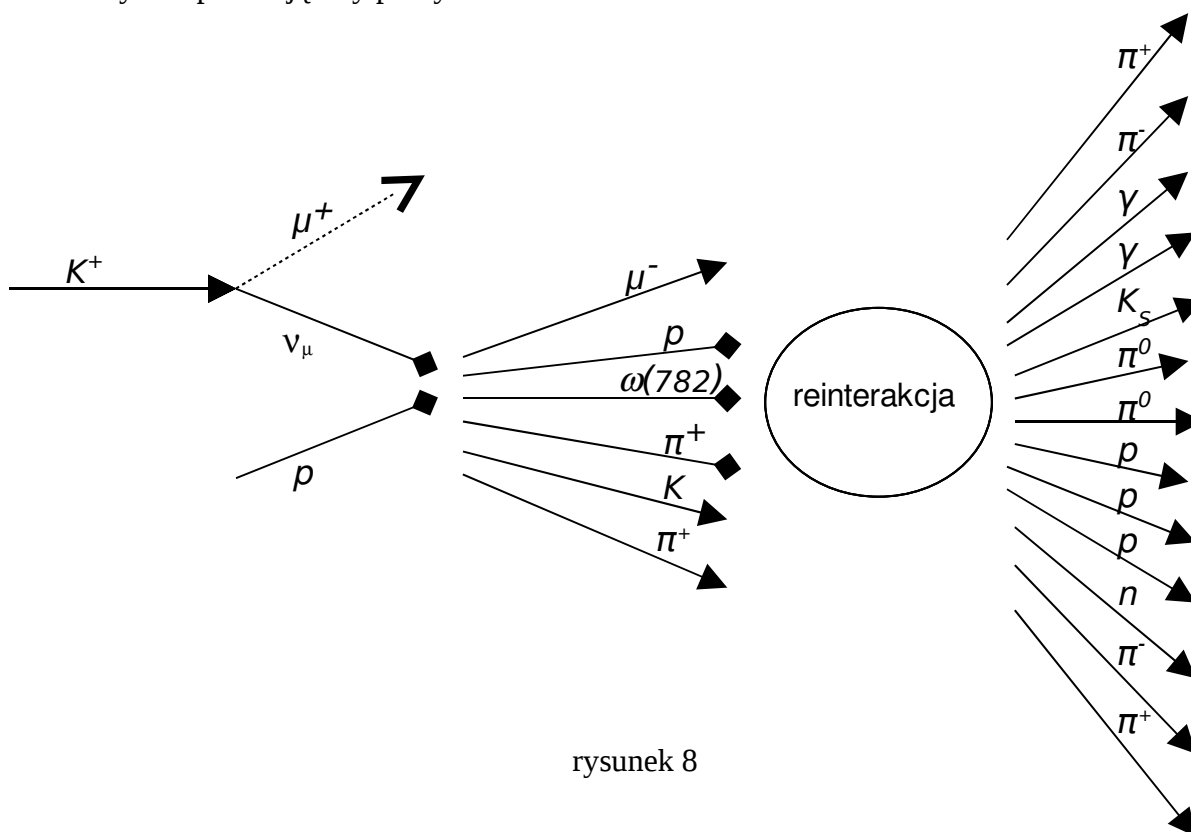 π⁺
π⁻
γ
γ
K_S
π⁰
π⁰
p
p
p
n
π⁻
π⁺
K⁺
μ⁺
ν_μ
p
μ⁻
p
ω(782)
π⁺
K
π⁺
reinterakcja
rysunek 8